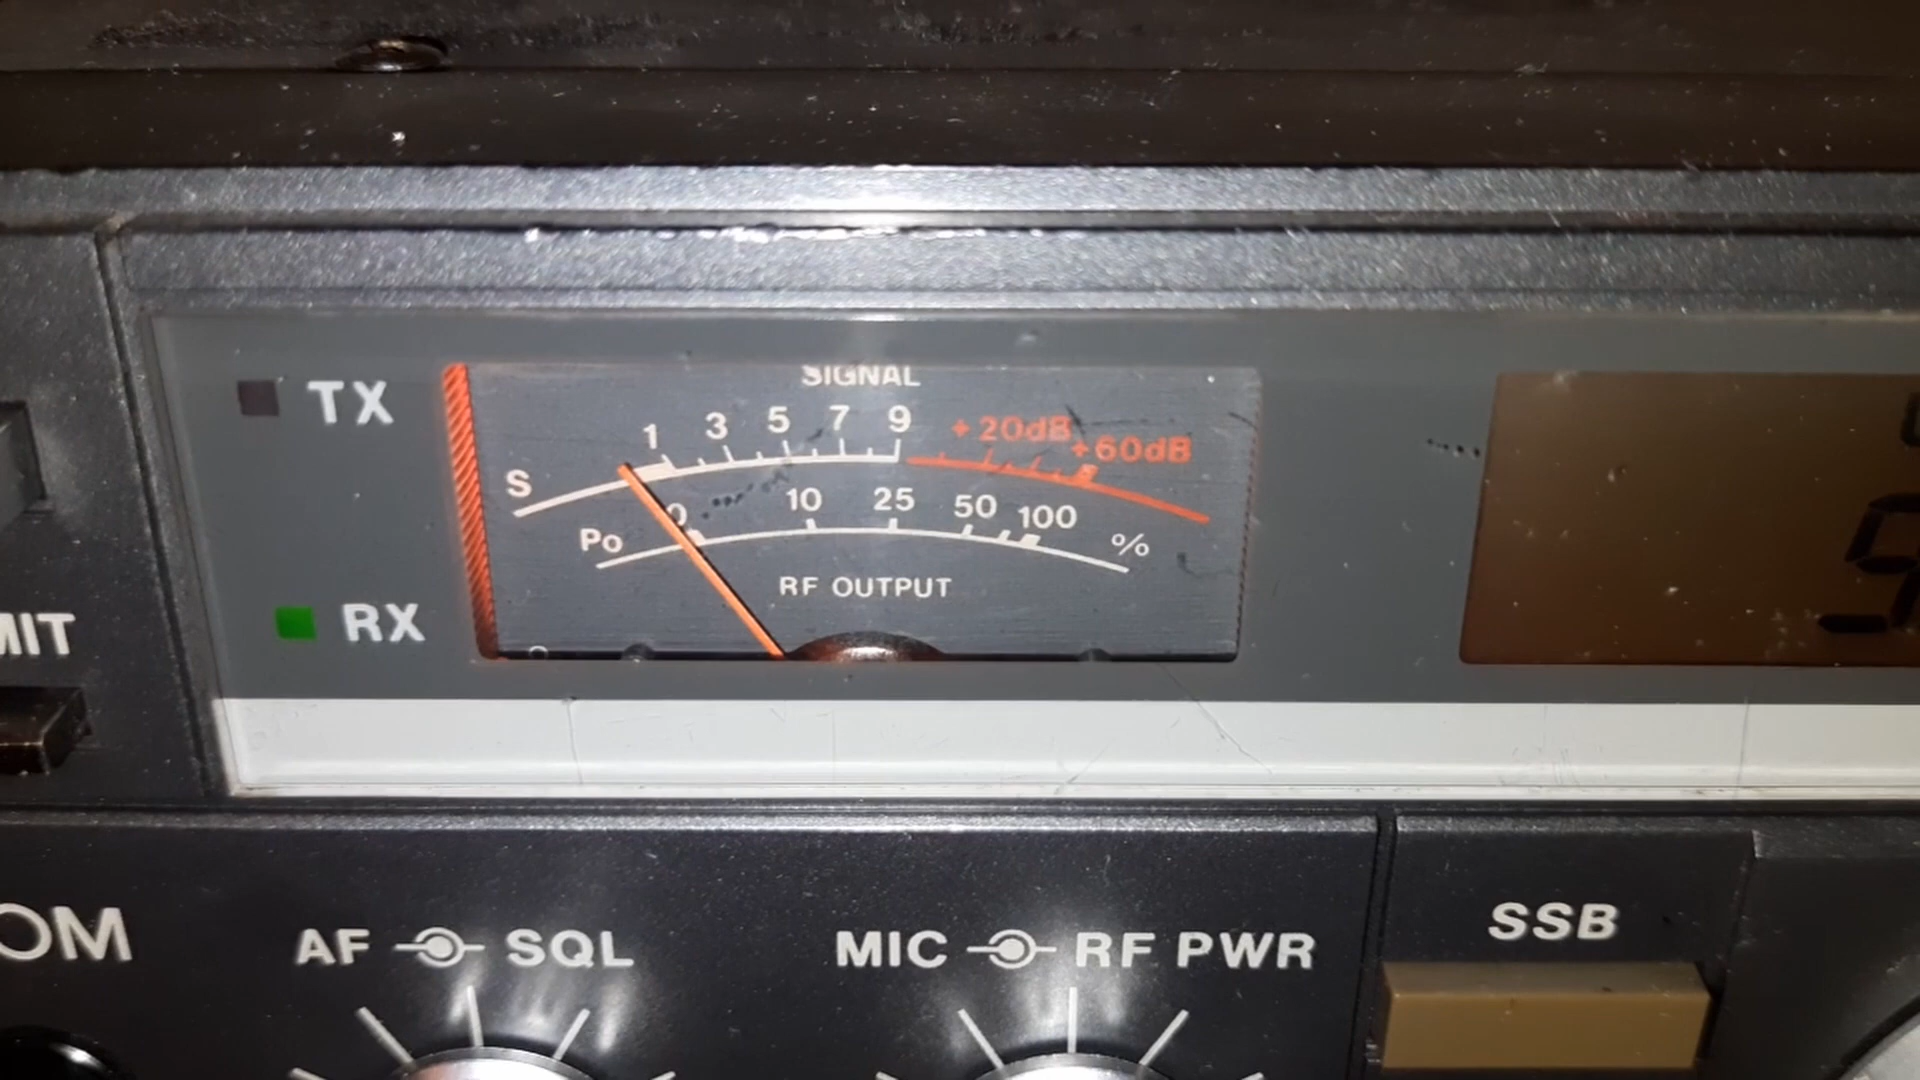 SIGNAL
TX
1 3 5 7 9 +20dB +60dB
S
0 10 25 50 100
Po %
RF OUTPUT
RX
MIT
OM
AF SQL
MIC RF PWR
SSB